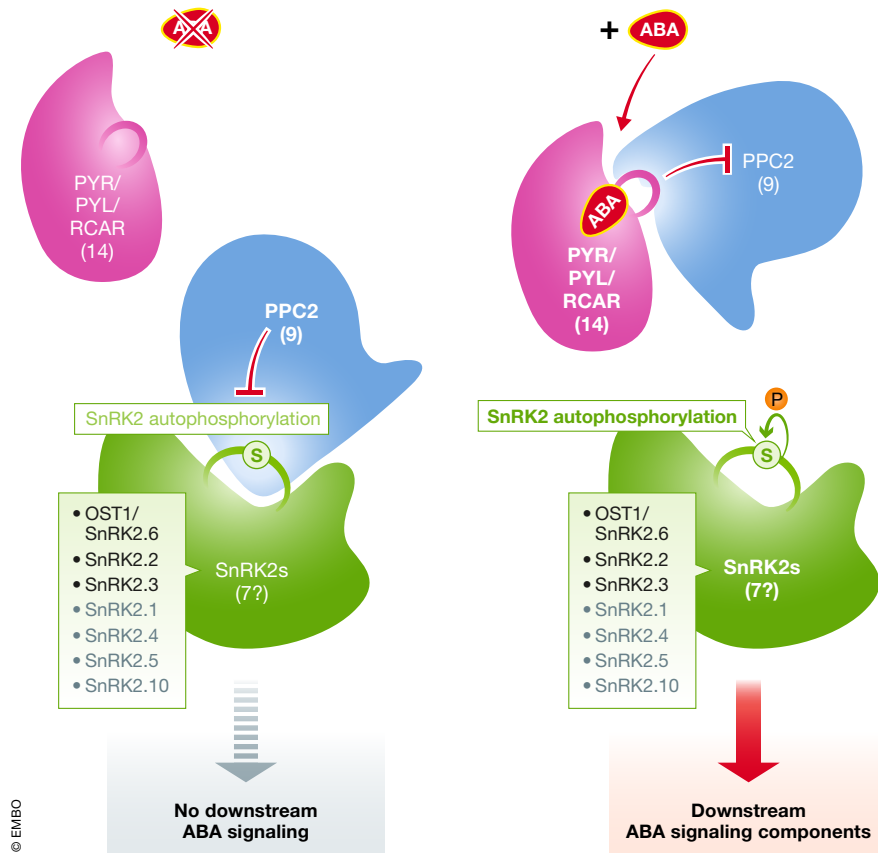 ABA
PYR/
PYL/
RCAR
(14)
PPC2
(9)
SnRK2 autophosphorylation
S
• OST1/
SnRK2.6
• SnRK2.2
• SnRK2.3
• SnRK2.1
• SnRK2.4
• SnRK2.5
• SnRK2.10
SnRK2s
(7?)
No downstream
ABA signaling
+ ABA
PPC2
(9)
ABA
PYR/
PYL/
RCAR
(14)
P
SnRK2 autophosphorylation
S
• OST1/
SnRK2.6
• SnRK2.2
• SnRK2.3
• SnRK2.1
• SnRK2.4
• SnRK2.5
• SnRK2.10
SnRK2s
(7?)
Downstream
ABA signaling components
© EMBO